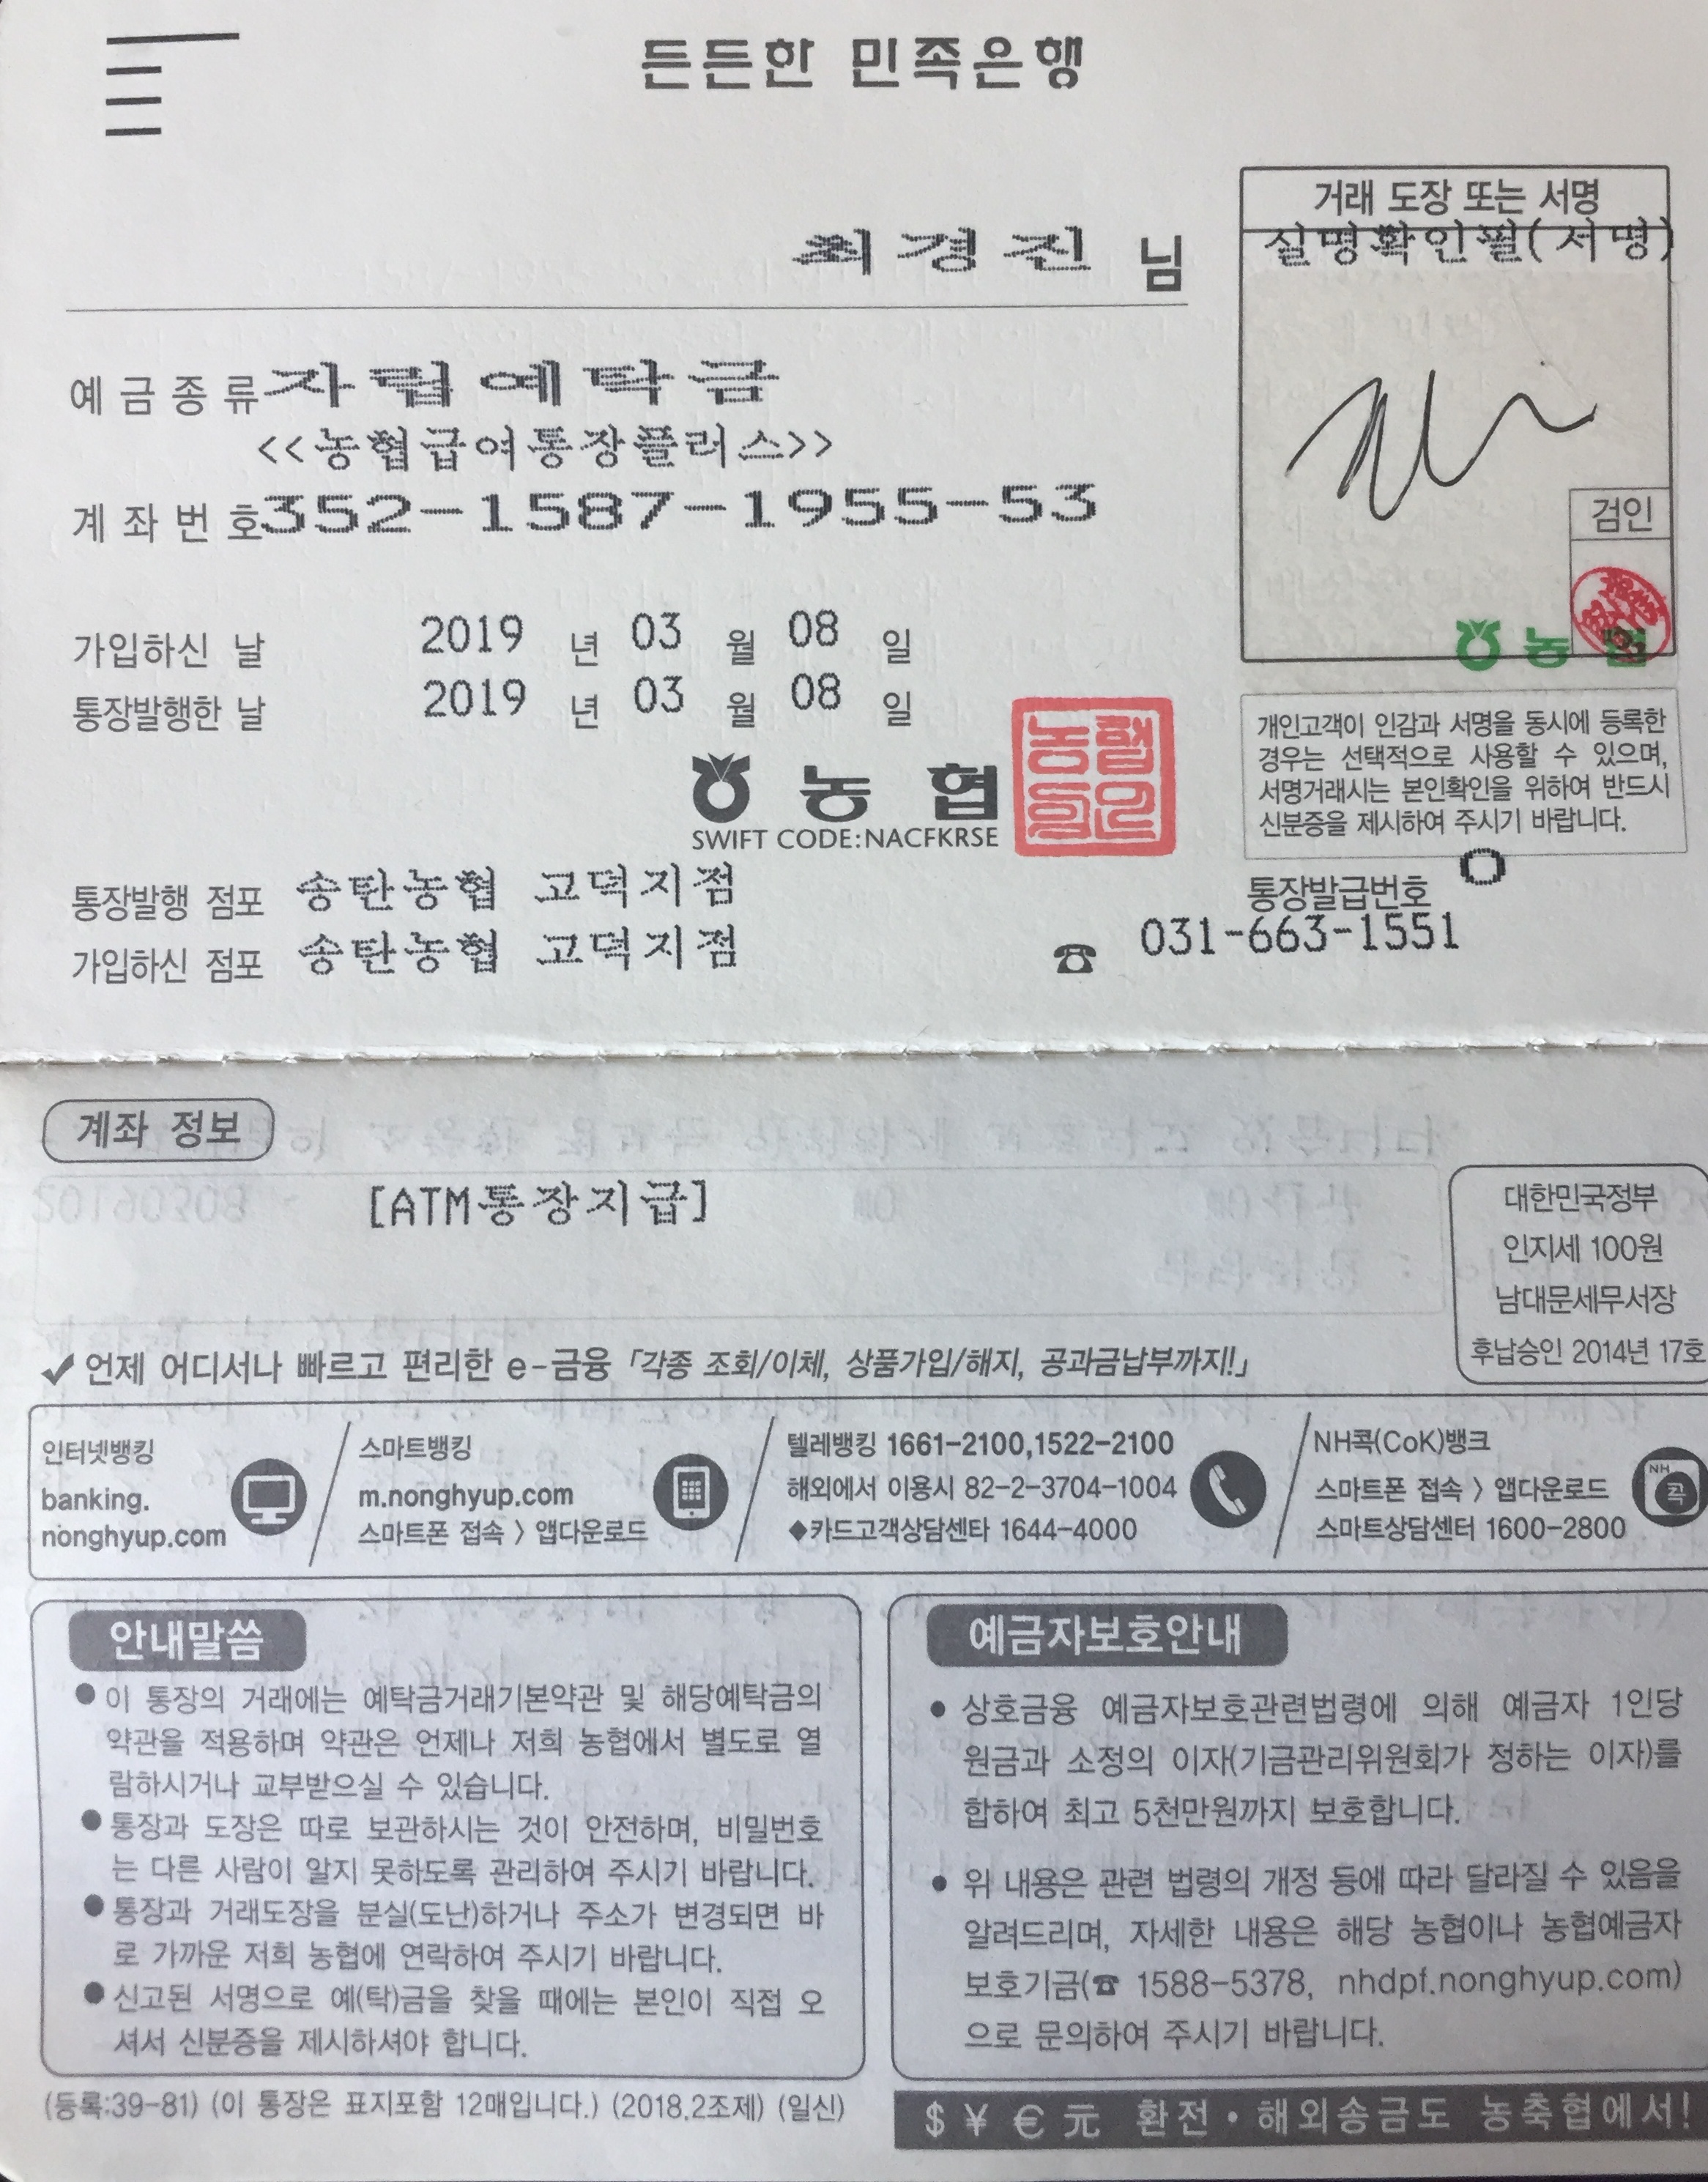 든든한 민족은행
최경진 님
거래 도장 또는 서명
실명확인필(서명)
예금종류 자립예탁금
<<농협급여통장플러스>>
계좌번호 352-1587-1955-53
검인
가입하신 날 2019 년 03 월 08 일
통장발행한 날 2019 년 03 월 08 일
농협
농협
SWIFT CODE:NACFKRSE
개인고객이 인감과 서명을 동시에 등록한
경우는 선택적으로 사용할 수 있으며,
서명거래시는 본인확인을 위하여 반드시
신분증을 제시하여 주시기 바랍니다.
통장발급번호 0
통장발행 점포 송탄농협 고덕지점
가입하신 점포 송탄농협 고덕지점
☎ 031-663-1551
계좌 정보
[ATM통장지급]
대한민국정부
인지세 100원
남대문세무서장
후납승인 2014년 17호
✔언제 어디서나 빠르고 편리한 e-금융 「각종 조회/이체, 상품가입/해지, 공과금납부까지!」
인터넷뱅킹
banking.
nonghyup.com
스마트뱅킹
m.nonghyup.com
스마트폰 접속 > 앱다운로드
텔레뱅킹 1661-2100,1522-2100
해외에서 이용시 82-2-3704-1004
◆카드고객상담센타 1644-4000
NH콕(CoK)뱅크
스마트폰 접속 > 앱다운로드
스마트상담센터 1600-2800
NH
콕
안내말씀
● 이 통장의 거래에는 예탁금거래기본약관 및 해당예탁금의
약관을 적용하며 약관은 언제나 저희 농협에서 별도로 열
람하시거나 교부받으실 수 있습니다.
● 통장과 도장은 따로 보관하시는 것이 안전하며, 비밀번호
는 다른 사람이 알지 못하도록 관리하여 주시기 바랍니다.
● 통장과 거래도장을 분실(도난)하거나 주소가 변경되면 바
로 가까운 저희 농협에 연락하여 주시기 바랍니다.
● 신고된 서명으로 예(탁)금을 찾을 때에는 본인이 직접 오
셔서 신분증을 제시하셔야 합니다.
예금자보호안내
● 상호금융 예금자보호관련법령에 의해 예금자 1인당
원금과 소정의 이자(기금관리위원회가 정하는 이자)를
합하여 최고 5천만원까지 보호합니다.
● 위 내용은 관련 법령의 개정 등에 따라 달라질 수 있음을
알려드리며, 자세한 내용은 해당 농협이나 농협예금자
보호기금(☎ 1588-5378, nhdpf.nonghyup.com)
으로 문의하여 주시기 바랍니다.
(등록:39-81) (이 통장은 표지포함 12매입니다.) (2018.2조제) (일신)
$ ¥ € 元 환전·해외송금도 농축협에서!